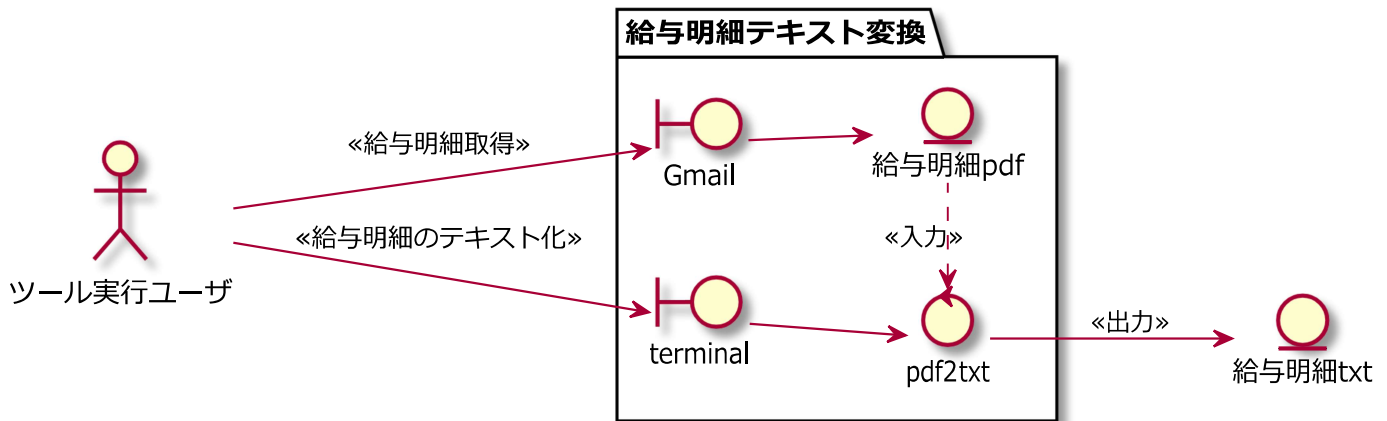 給与明細テキスト変換
«給与明細取得»
Gmail
給与明細pdf
«給与明細のテキスト化»
«入力»
ツール実行ユーザ
terminal
pdf2txt
«出力»
給与明細txt